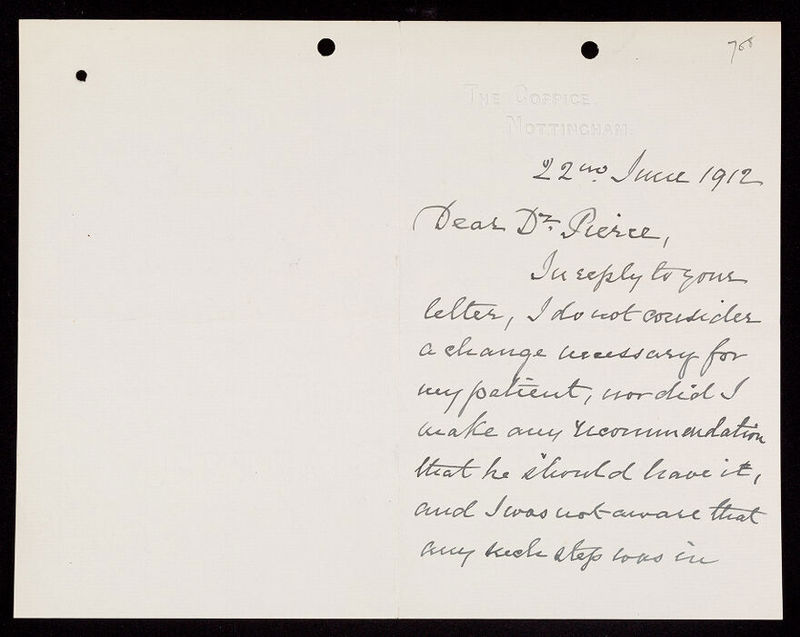 768
THE COPPICE.
NOTTINGHAM.
22nd. June 1912
Dear Dr. Pierce,
In reply to your
letter, I do not consider
a change necessary for
my patient, nor did I
make any recommendation
that he should have it,
and I was not aware that
any such step was in